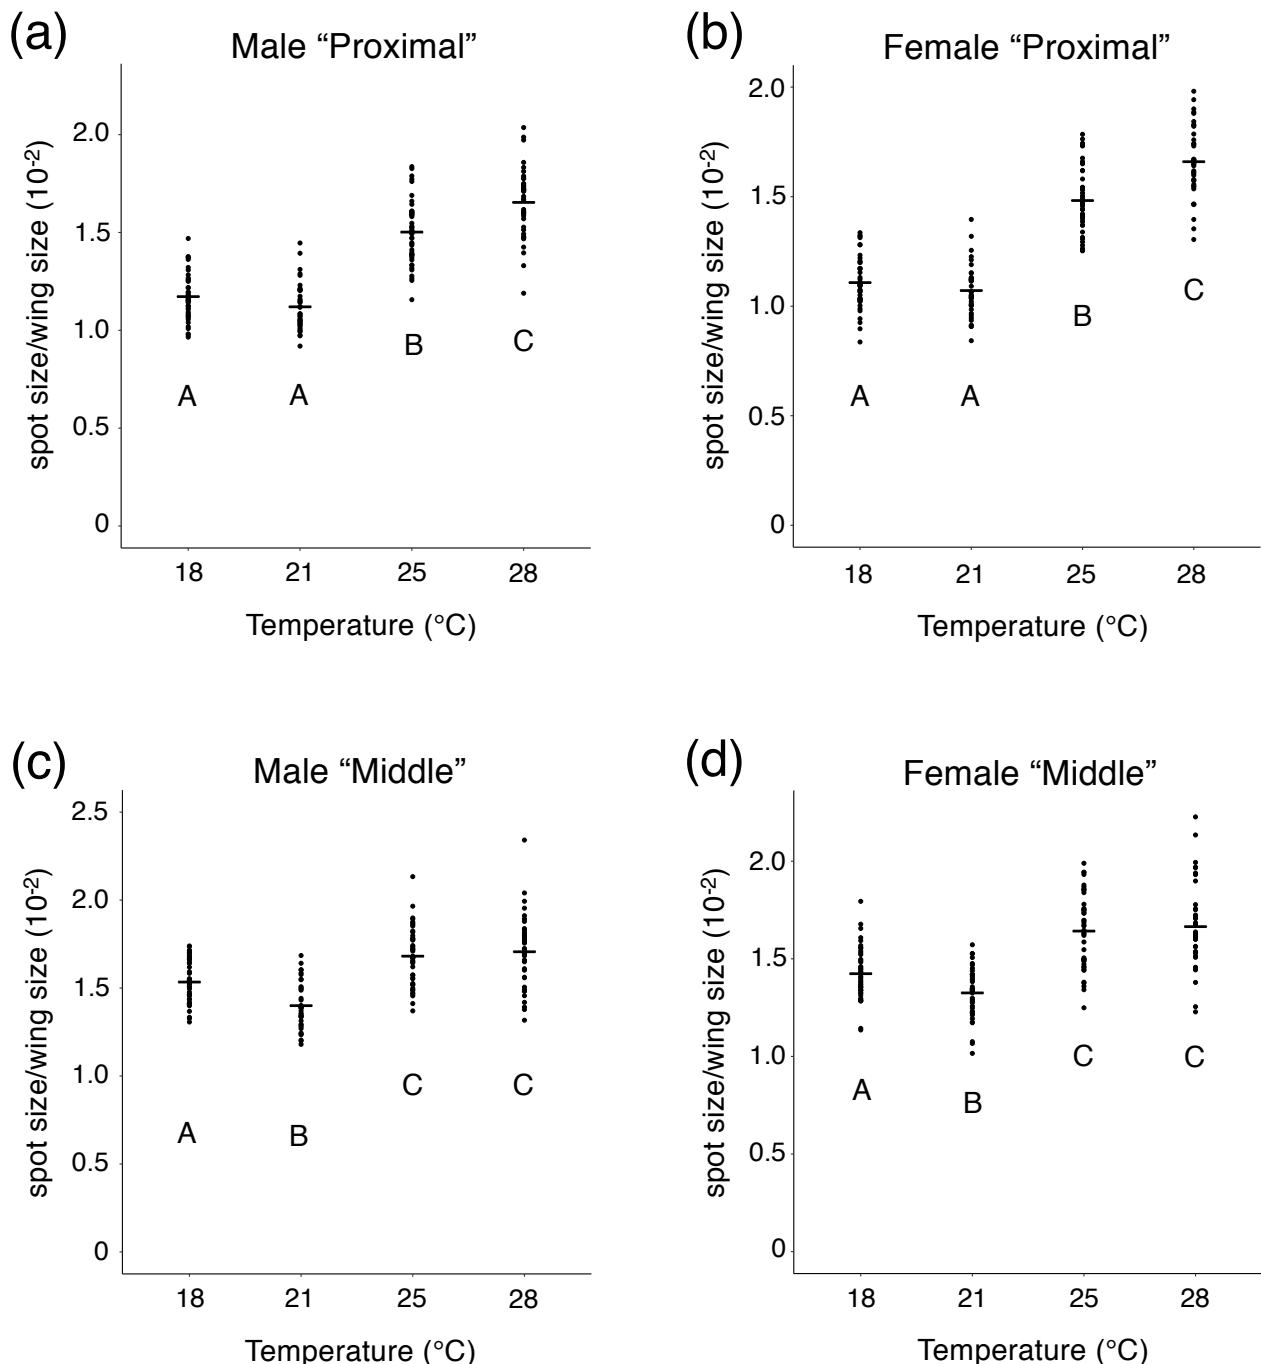 (a)
Male “Proximal”
spot size/wing size (10-2)
2.0
1.5
1.0
0.5
0
A
A
B
C
18
21
25
28
Temperature (°C)
(b)
Female “Proximal”
spot size/wing size (10-2)
2.0
1.5
1.0
0.5
0
A
A
B
C
18
21
25
28
Temperature (°C)
(c)
Male “Middle”
spot size/wing size (10-2)
2.5
2.0
1.5
1.0
0.5
0
A
B
C
C
18
21
25
28
Temperature (°C)
(d)
Female “Middle”
spot size/wing size (10-2)
2.0
1.5
1.0
0.5
0
A
B
C
C
18
21
25
28
Temperature (°C)